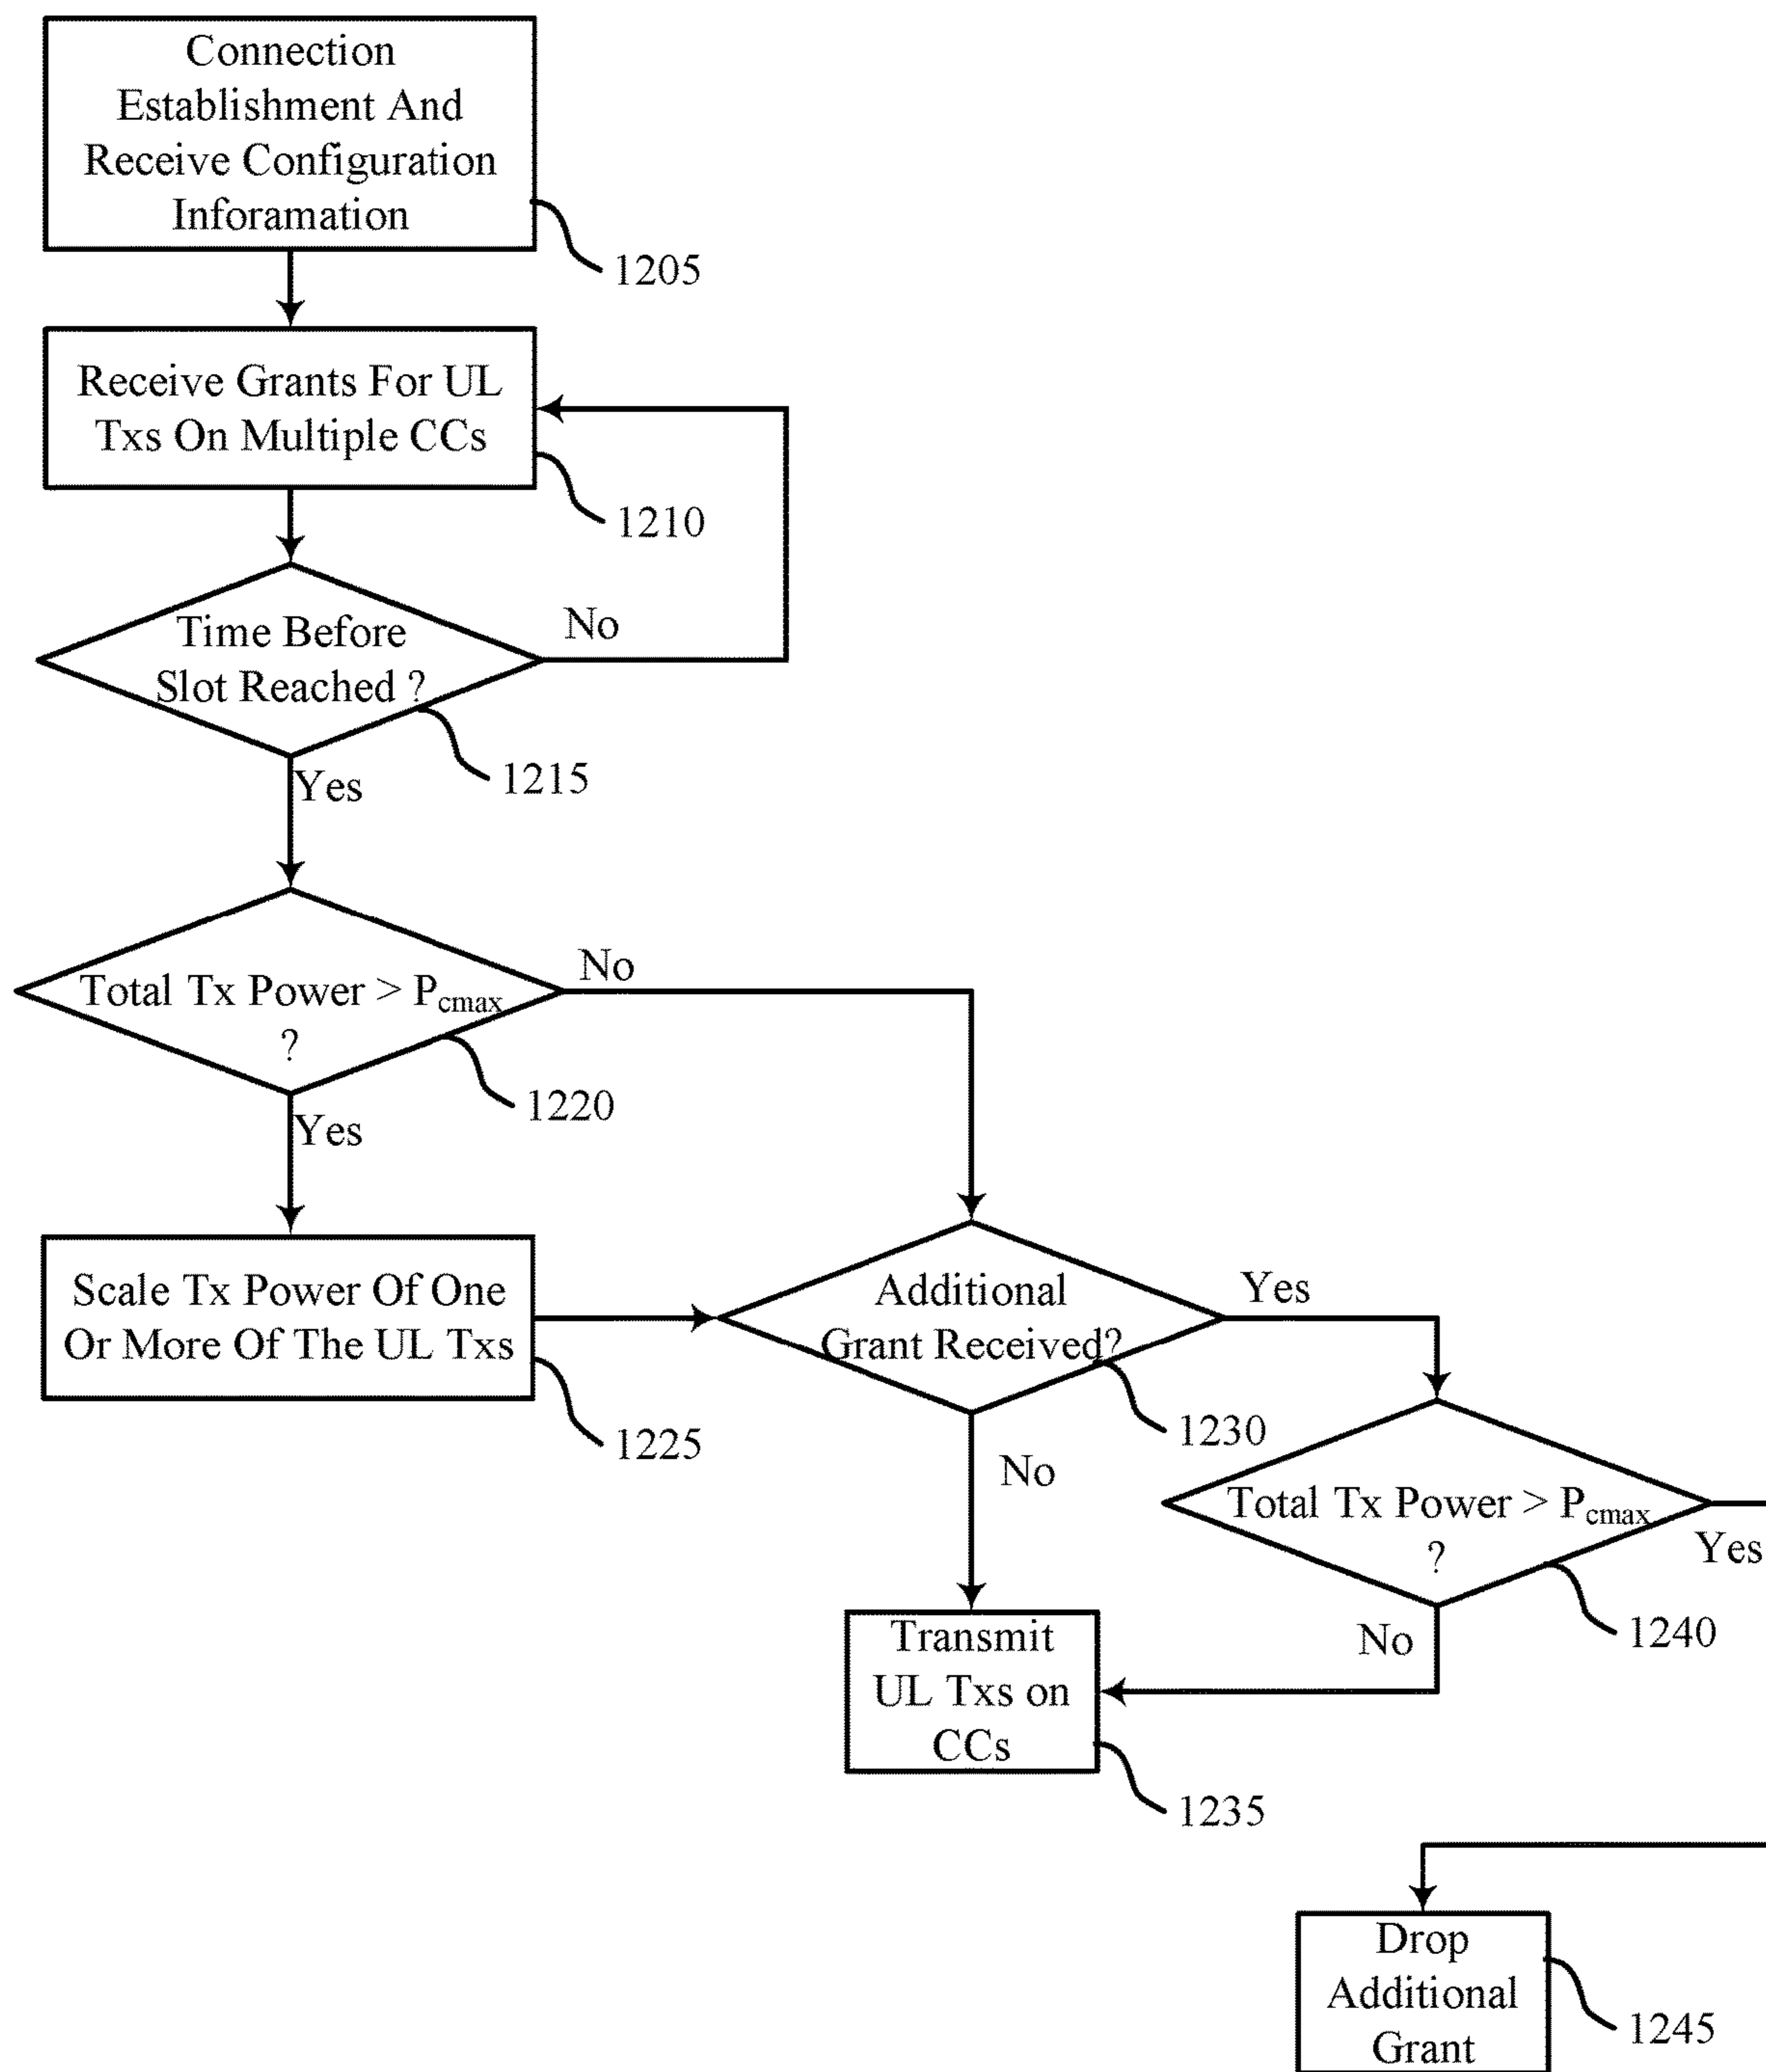 Connection
Establishment And
Receive Configuration
Inforamation
1205
Receive Grants For UL
Txs On Multiple CCs
1210
Time Before
Slot Reached ?
No
1215
Yes
Total Tx Power > Pcmax
?
No
1220
Yes
Scale Tx Power Of One
Or More Of The UL Txs
1225
Additional
Grant Received?
Yes
1230
No
Total Tx Power > Pcmax
?
Yes
1240
No
Transmit
UL Txs on
CCs
1235
Drop
Additional
Grant
1245